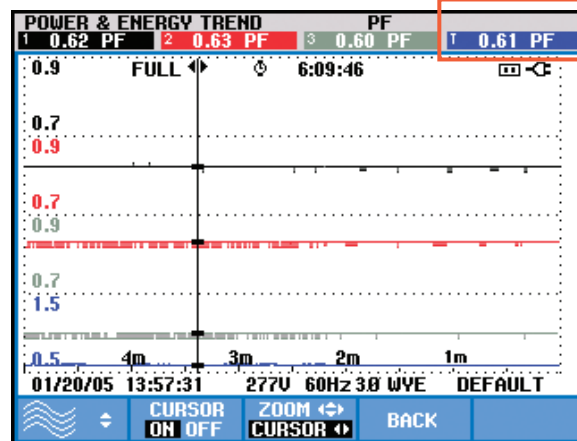 POWER & ENERGY TREND PF
1 0.62 PF 2 0.63 PF 3 0.60 PF T 0.61 PF
0.9 FULL 6:09:46
0.7
0.9
0.7
0.9
0.7
1.5
0.5 4m 3m 2m 1m
01/20/05 13:57:31 277V 60Hz 3Ø WYE DEFAULT
CURSOR ZOOM BACK
ON OFF CURSOR